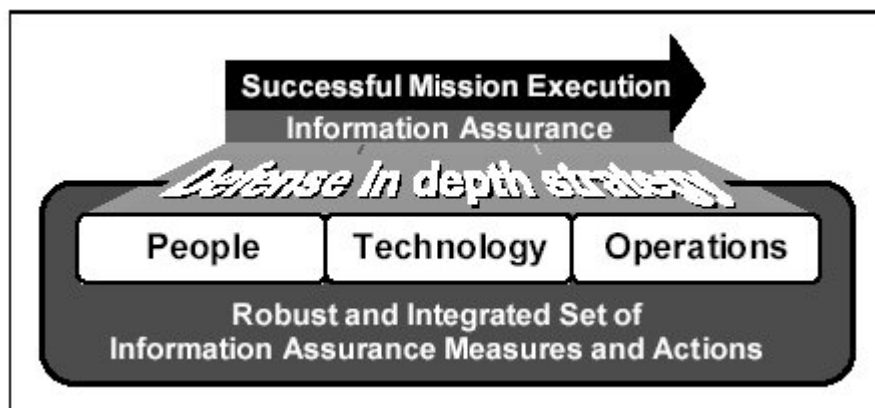 Successful Mission Execution
Information Assurance
Defense in depth stratergy
People
Technology
Operations
Robust and Integrated Set of
Information Assurance Measures and Actions